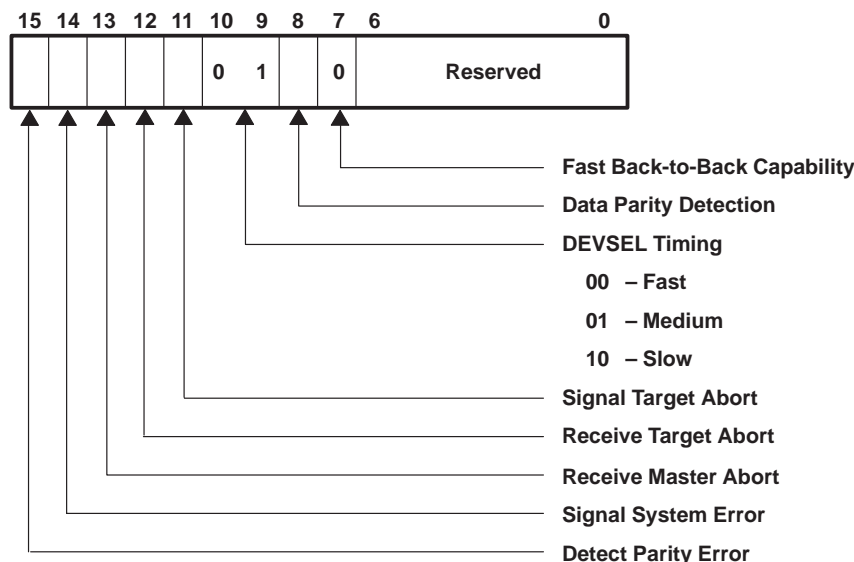 15 14 13 12 11 10 9 8 7 6 0
0 1 0 Reserved
Fast Back-to-Back Capability
Data Parity Detection
DEVSEL Timing
00 – Fast
01 – Medium
10 – Slow
Signal Target Abort
Receive Target Abort
Receive Master Abort
Signal System Error
Detect Parity Error